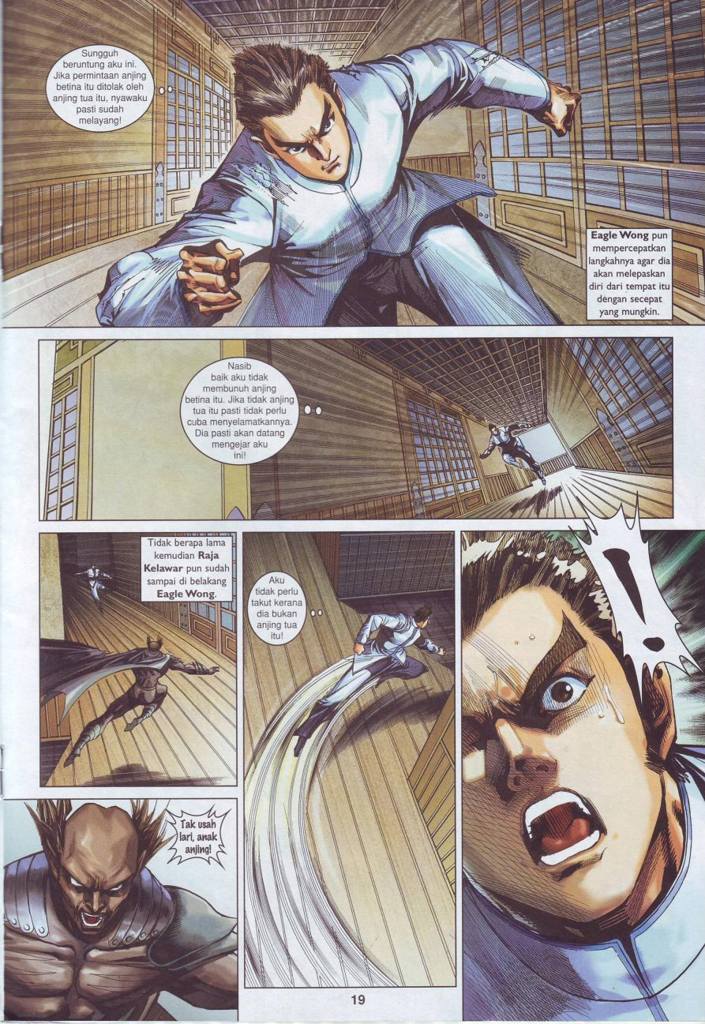 Sungguh
beruntung aku ini.
Jika permintaan anjing
betina itu ditolak oleh
anjing tua itu, nyawaku
pasti sudah
melayang!
Eagle Wong pun
mempercepatkan
langkahnya agar dia
akan melepaskan
diri dari tempat itu
dengan secepat
yang mungkin.
Nasib
baik aku tidak
membunuh anjing
betina itu. Jika tidak anjing
tua itu pasti tidak perlu
cuba menyelamatkannya.
Dia pasti akan datang
mengejar aku
ini!
Tidak berapa lama
kemudian Raja
Kelawar pun sudah
sampai di belakang
Eagle Wong.
Tak usah
lari, anak
anjing!
Aku
tidak perlu
takut kerana
dia bukan
anjing tua
itu!
!
19